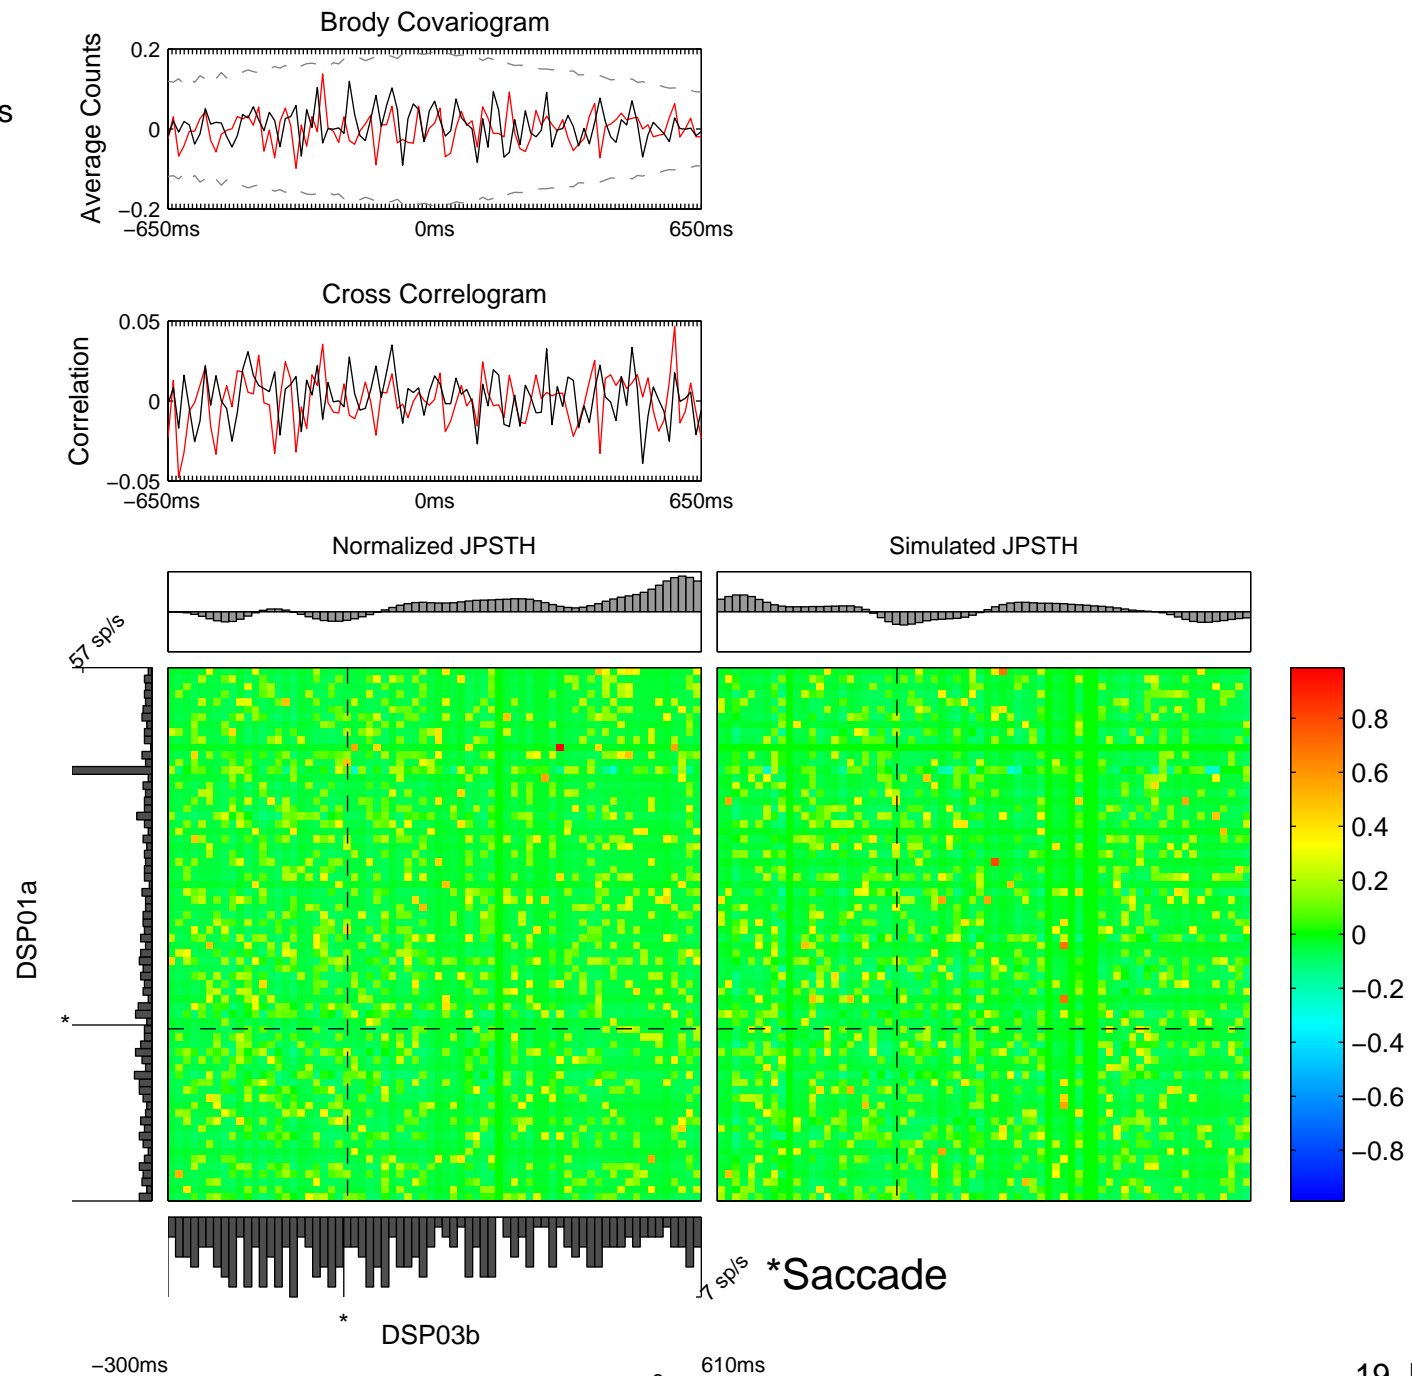 Brody Covariogram
Average Counts
0.2
0
−0.2
−650ms
0ms
650ms
s
Cross Correlogram
Correlation
0.05
0
−0.05
−650ms
0ms
650ms
Normalized JPSTH
Simulated JPSTH
57 sp/s
DSP01a
*
0.8
0.6
0.4
0.2
0
−0.2
−0.4
−0.6
−0.8
7 sp/s
*Saccade
*
DSP03b
−300ms
610ms